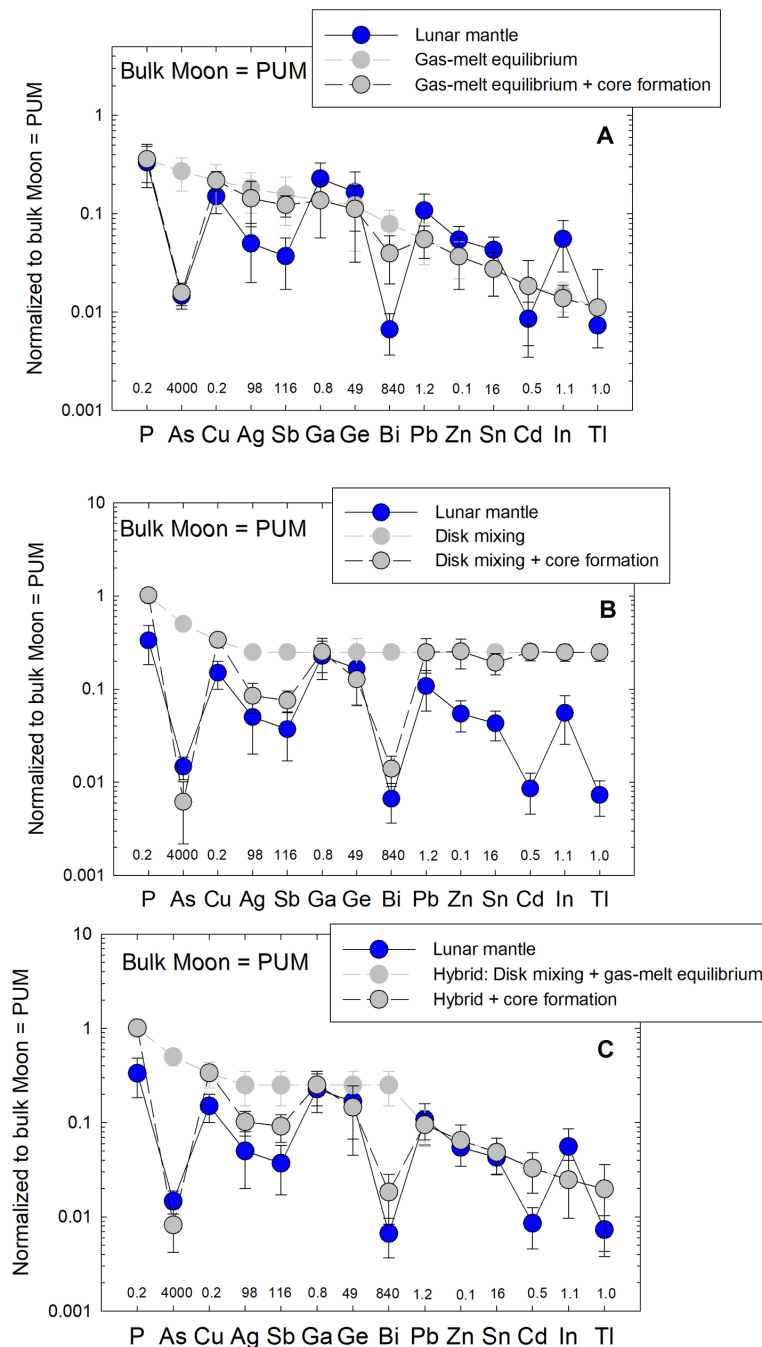 Lunar mantle
Gas-melt equilibrium
Gas-melt equilibrium + core formation
Bulk Moon = PUM
A
Normalized to bulk Moon = PUM
1
0.1
0.01
0.001
0.2 4000 0.2 98 116 0.8 49 840 1.2 0.1 16 0.5 1.1 1.0
P As Cu Ag Sb Ga Ge Bi Pb Zn Sn Cd In Tl
Lunar mantle
Disk mixing
Disk mixing + core formation
Bulk Moon = PUM
B
Normalized to bulk Moon = PUM
10
1
0.1
0.01
0.001
0.2 4000 0.2 98 116 0.8 49 840 1.2 0.1 16 0.5 1.1 1.0
P As Cu Ag Sb Ga Ge Bi Pb Zn Sn Cd In Tl
Lunar mantle
Hybrid: Disk mixing + gas-melt equilibrium
Hybrid + core formation
Bulk Moon = PUM
C
Normalized to bulk Moon = PUM
10
1
0.1
0.01
0.001
0.2 4000 0.2 98 116 0.8 49 840 1.2 0.1 16 0.5 1.1 1.0
P As Cu Ag Sb Ga Ge Bi Pb Zn Sn Cd In Tl